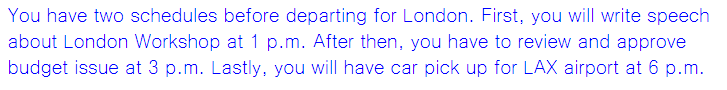 You have two schedules before departing for London. First, you will write speech
about London Workshop at 1 p.m. After then, you have to review and approve
budget issue at 3 p.m. Lastly, you will have car pick up for LAX airport at 6 p.m.